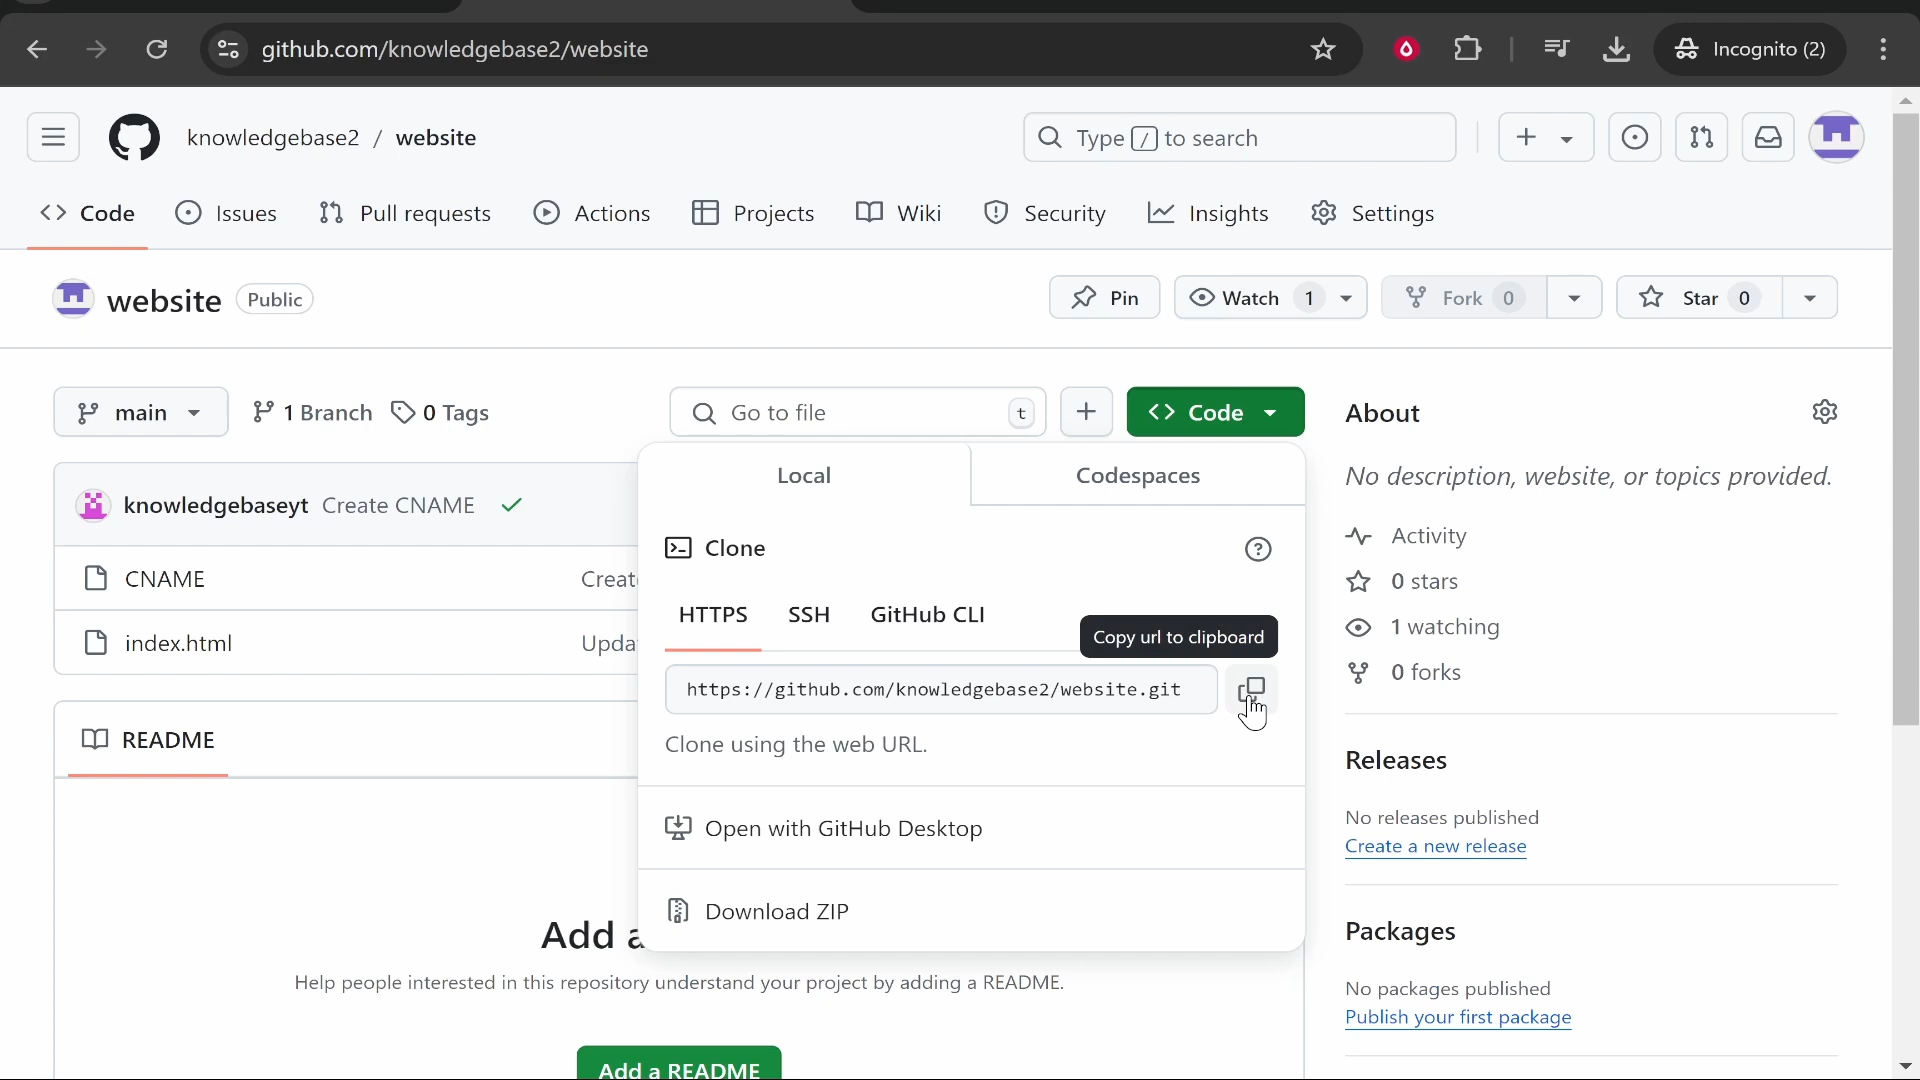 github.com/knowledgebase2/website
Incognito (2)
knowledgebase2 / website
Type / to search
Code Issues Pull requests Actions Projects Wiki Security Insights Settings
website Public
Pin Watch 1 Fork 0 Star 0
main 1 Branch 0 Tags
Go to file t
Code
About
Local Codespaces
No description, website, or topics provided.
knowledgebaseyt Create CNAME
Activity
Clone
CNAME Creat
0 stars
HTTPS SSH GitHub CLI
Copy url to clipboard
1 watching
index.html Upda
0 forks
https://github.com/knowledgebase2/website.git
README
Clone using the web URL.
Releases
No releases published
Open with GitHub Desktop
Create a new release
Download ZIP
Add a
Packages
Help people interested in this repository understand your project by adding a README.
No packages published
Publish your first package
Add a README